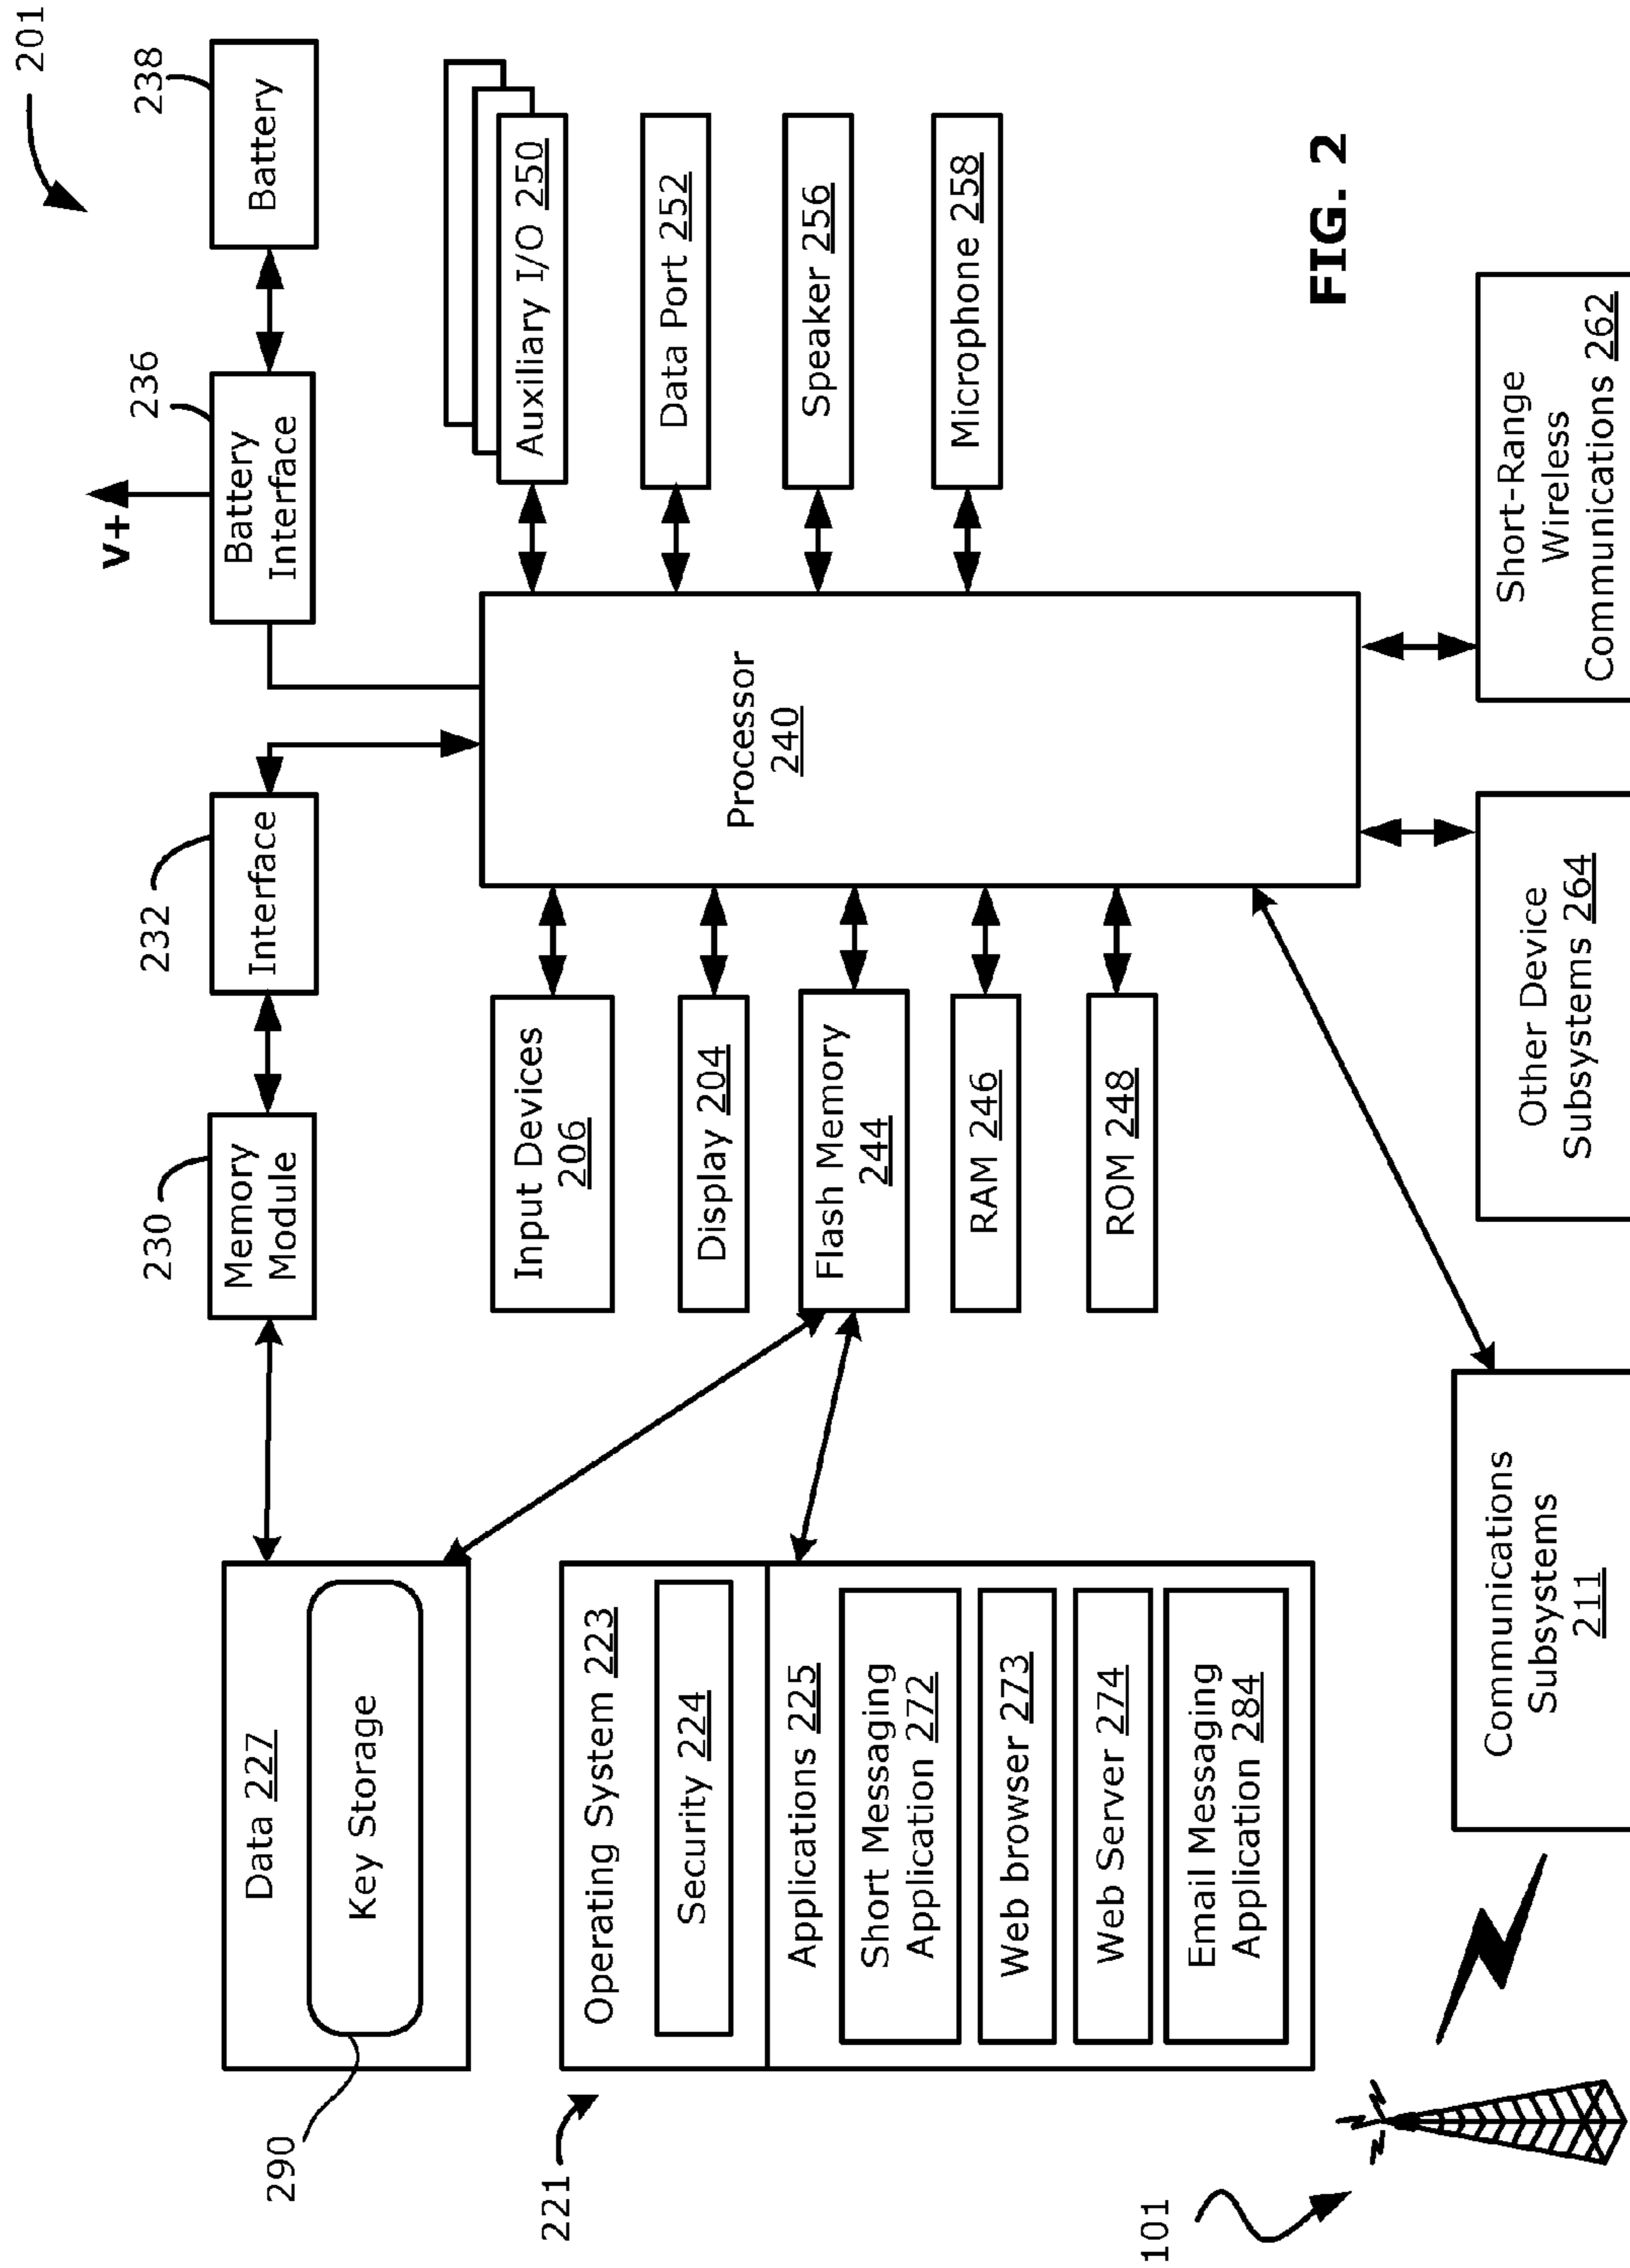 201
230
232
236
238
V+
Memory
Module
Interface
Battery
Interface
Battery
290
Data 227
Key Storage
Input Devices
206
Display 204
Flash Memory
244
RAM 246
ROM 248
Processor
240
Auxiliary I/O 250
Data Port 252
Speaker 256
Microphone 258
221
Operating System 223
Security 224
Applications 225
Short Messaging
Application 272
Web browser 273
Web Server 274
Email Messaging
Application 284
101
Communications
Subsystems
211
Other Device
Subsystems 264
Short-Range
Wireless
Communications 262
FIG. 2